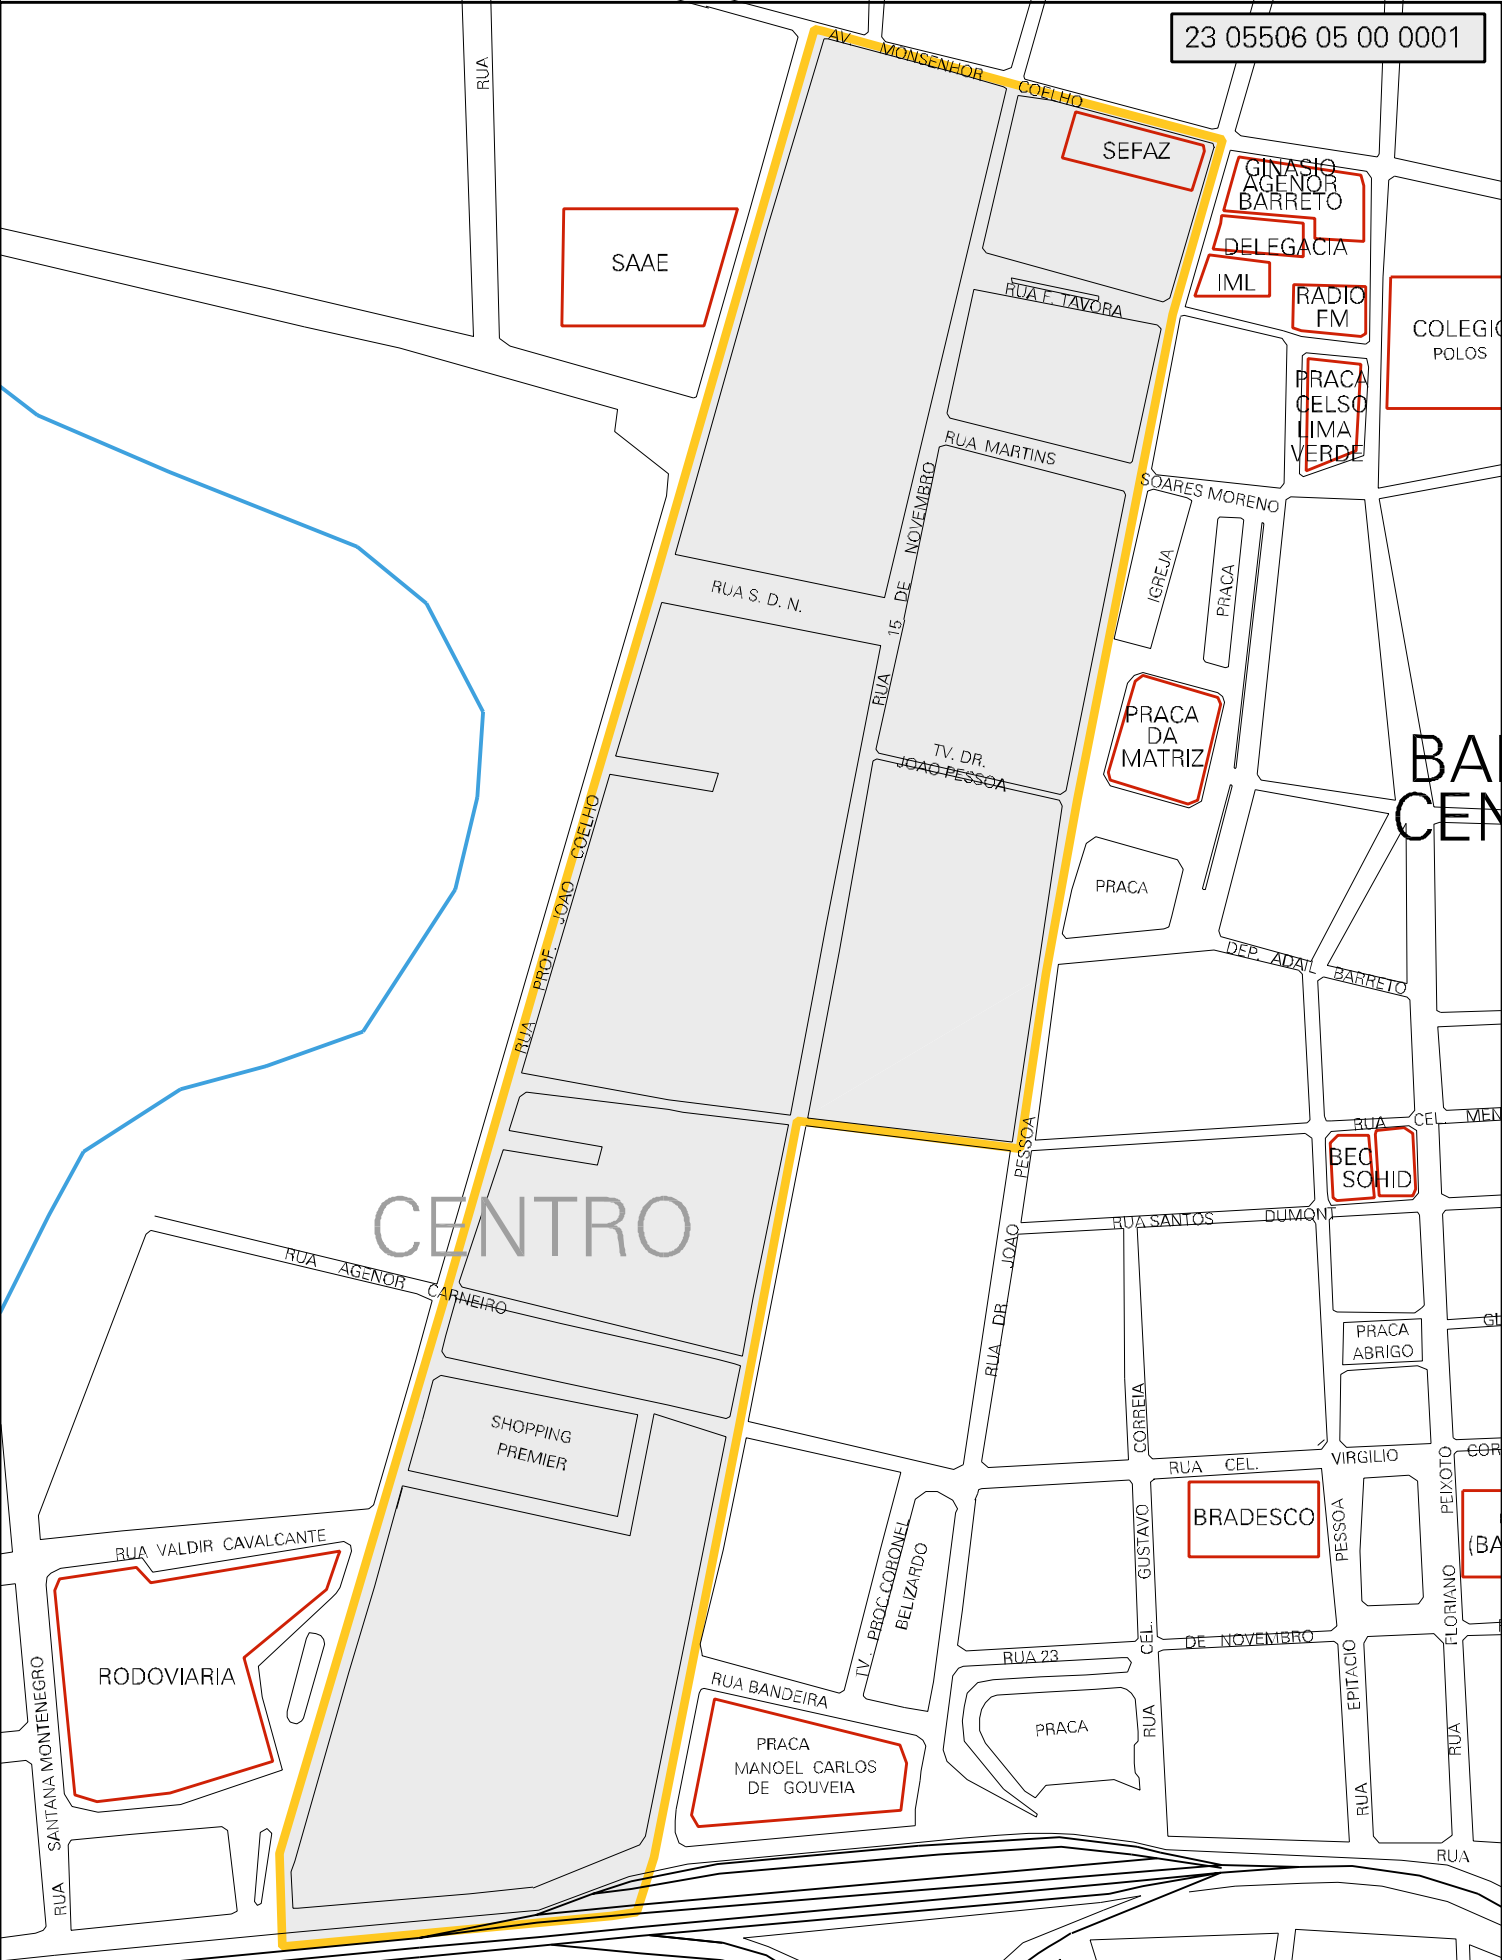 23 05506 05 00 0001
AV. MONSENHOR COELHO
RUA
SEFAZ
GINASIO
AGENOR
BARRETO
DELEGACIA
IML
RADIO
FM
SAAE
RUA F. TAVORA
COLEGIO
POLOS
PRACA
CELSO
LIMA
VERDE
RUA MARTINS
SOARES MORENO
RUA 15 DE NOVEMBRO
IGREJA
PRACA
RUA S. D. N.
PRACA
DA
MATRIZ
TV. DR.
JOAO PESSOA
BAI
CEN
RUA PROF. JOAO COELHO
PRACA
DEP. ADAIL BARRETO
RUA CEL. MEN
BEC
SOHID
RUA SANTOS DUMONT
CENTRO
RUA AGENOR CARNEIRO
RUA DR JOAO PESSOA
PRACA
ABRIGO
GI
SHOPPING
PREMIER
RUA CEL. GUSTAVO CORREIA
RUA CEL. VIRGILIO
COR
RUA FLORIANO PEIXOTO
BRADESCO
RUA EPITACIO PESSOA
(BA
RUA VALDIR CAVALCANTE
TV. PROC.CORONEL
BELIZARDO
RODOVIARIA
RUA SANTANA MONTENEGRO
RUA 23 DE NOVEMBRO
RUA BANDEIRA
PRACA
MANOEL CARLOS
DE GOUVEIA
PRACA
RUA